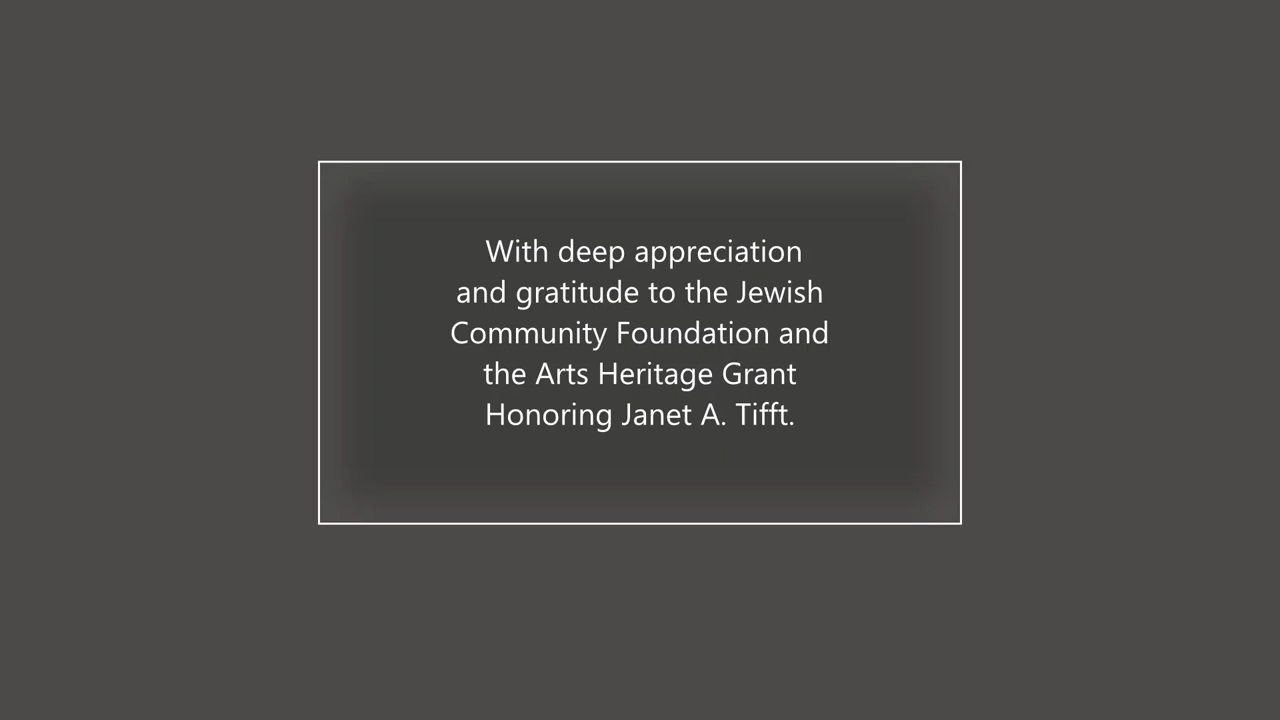 With deep appreciation
and gratitude to the Jewish
Community Foundation and
the Arts Heritage Grant
Honoring Janet A. Tifft.